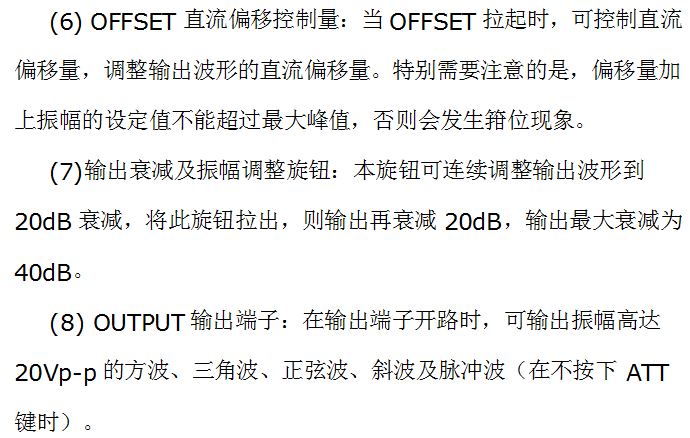 (6) OFFSET 直流偏移控制量：当 OFFSET 拉起时，可控制直流
偏移量，调整输出波形的直流偏移量。特别需要注意的是，偏移量加
上振幅的设定值不能超过最大峰值，否则会发生箝位现象。
(7)输出衰减及振幅调整旋钮：本旋钮可连续调整输出波形到
20dB 衰减，将此旋钮拉出，则输出再衰减 20dB，输出最大衰减为
40dB。
(8) OUTPUT 输出端子：在输出端子开路时，可输出振幅高达
20Vp-p 的方波、三角波、正弦波、斜波及脉冲波（在不按下 ATT
键时）。